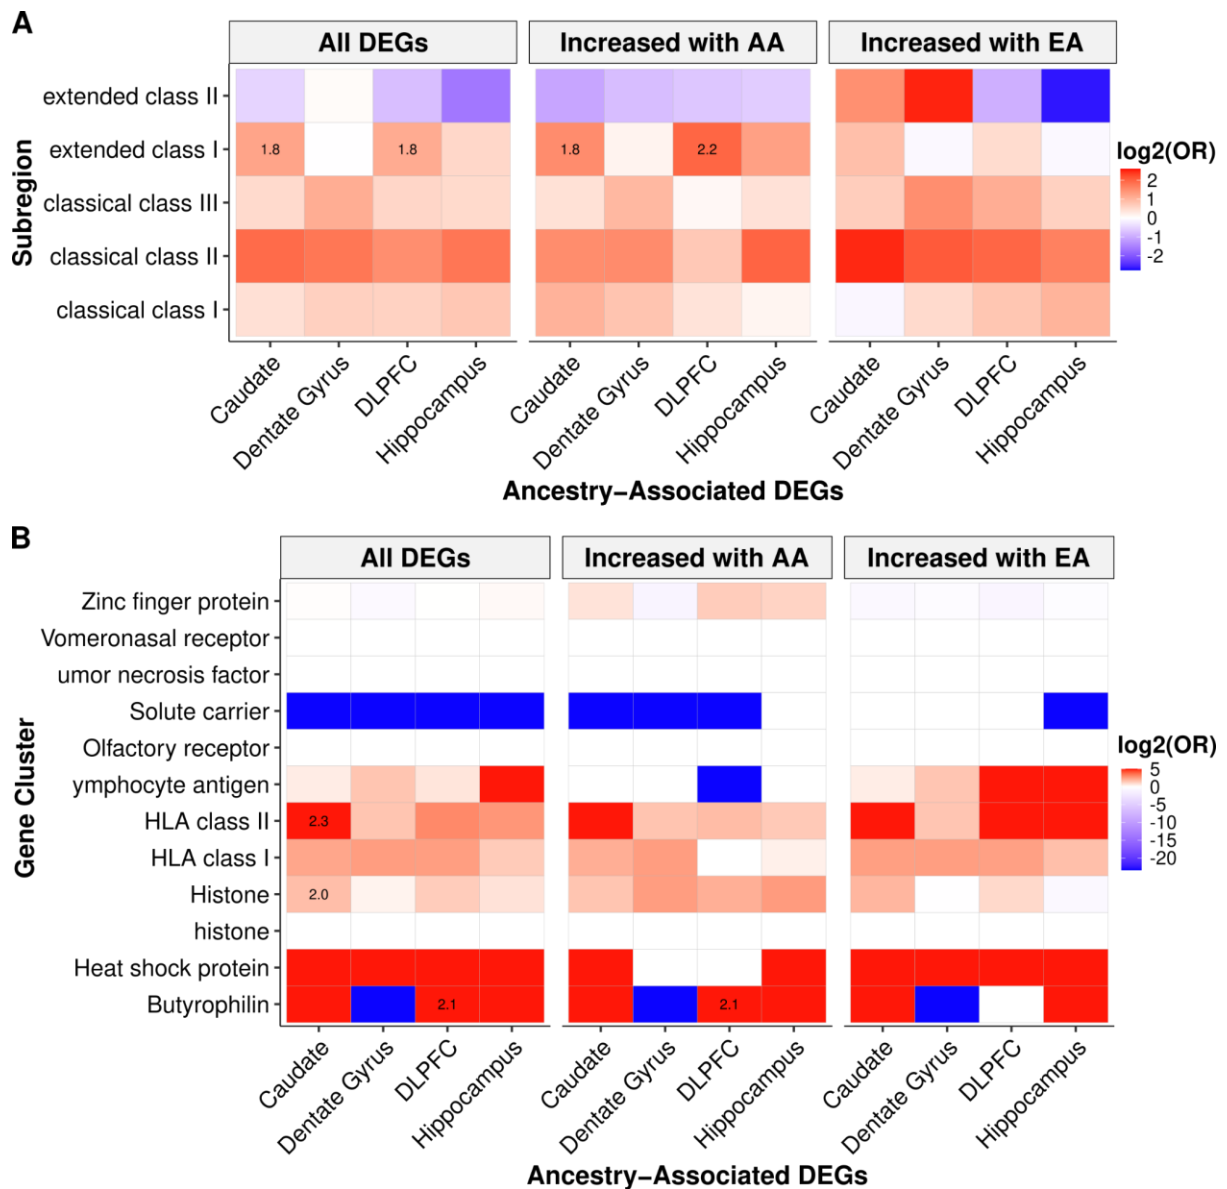 A
All DEGs Increased with AA Increased with EA
Subregion
extended class II
extended class I 1.8 1.8 1.8 2.2
classical class III
classical class II
classical class I
log2(OR)
2
1
0
-1
-2
Caudate Dentate Gyrus DLPFC Hippocampus Caudate Dentate Gyrus DLPFC Hippocampus Caudate Dentate Gyrus DLPFC Hippocampus
Ancestry-Associated DEGs
B
All DEGs Increased with AA Increased with EA
Gene Cluster
Zinc finger protein
Vomeronasal receptor
umor necrosis factor
Solute carrier
Olfactory receptor
ymphocyte antigen
HLA class II 2.3
HLA class I
Histone 2.0
histone
Heat shock protein
Butyrophilin 2.1 2.1
log2(OR)
5
0
-5
-10
-15
-20
Caudate Dentate Gyrus DLPFC Hippocampus Caudate Dentate Gyrus DLPFC Hippocampus Caudate Dentate Gyrus DLPFC Hippocampus
Ancestry-Associated DEGs